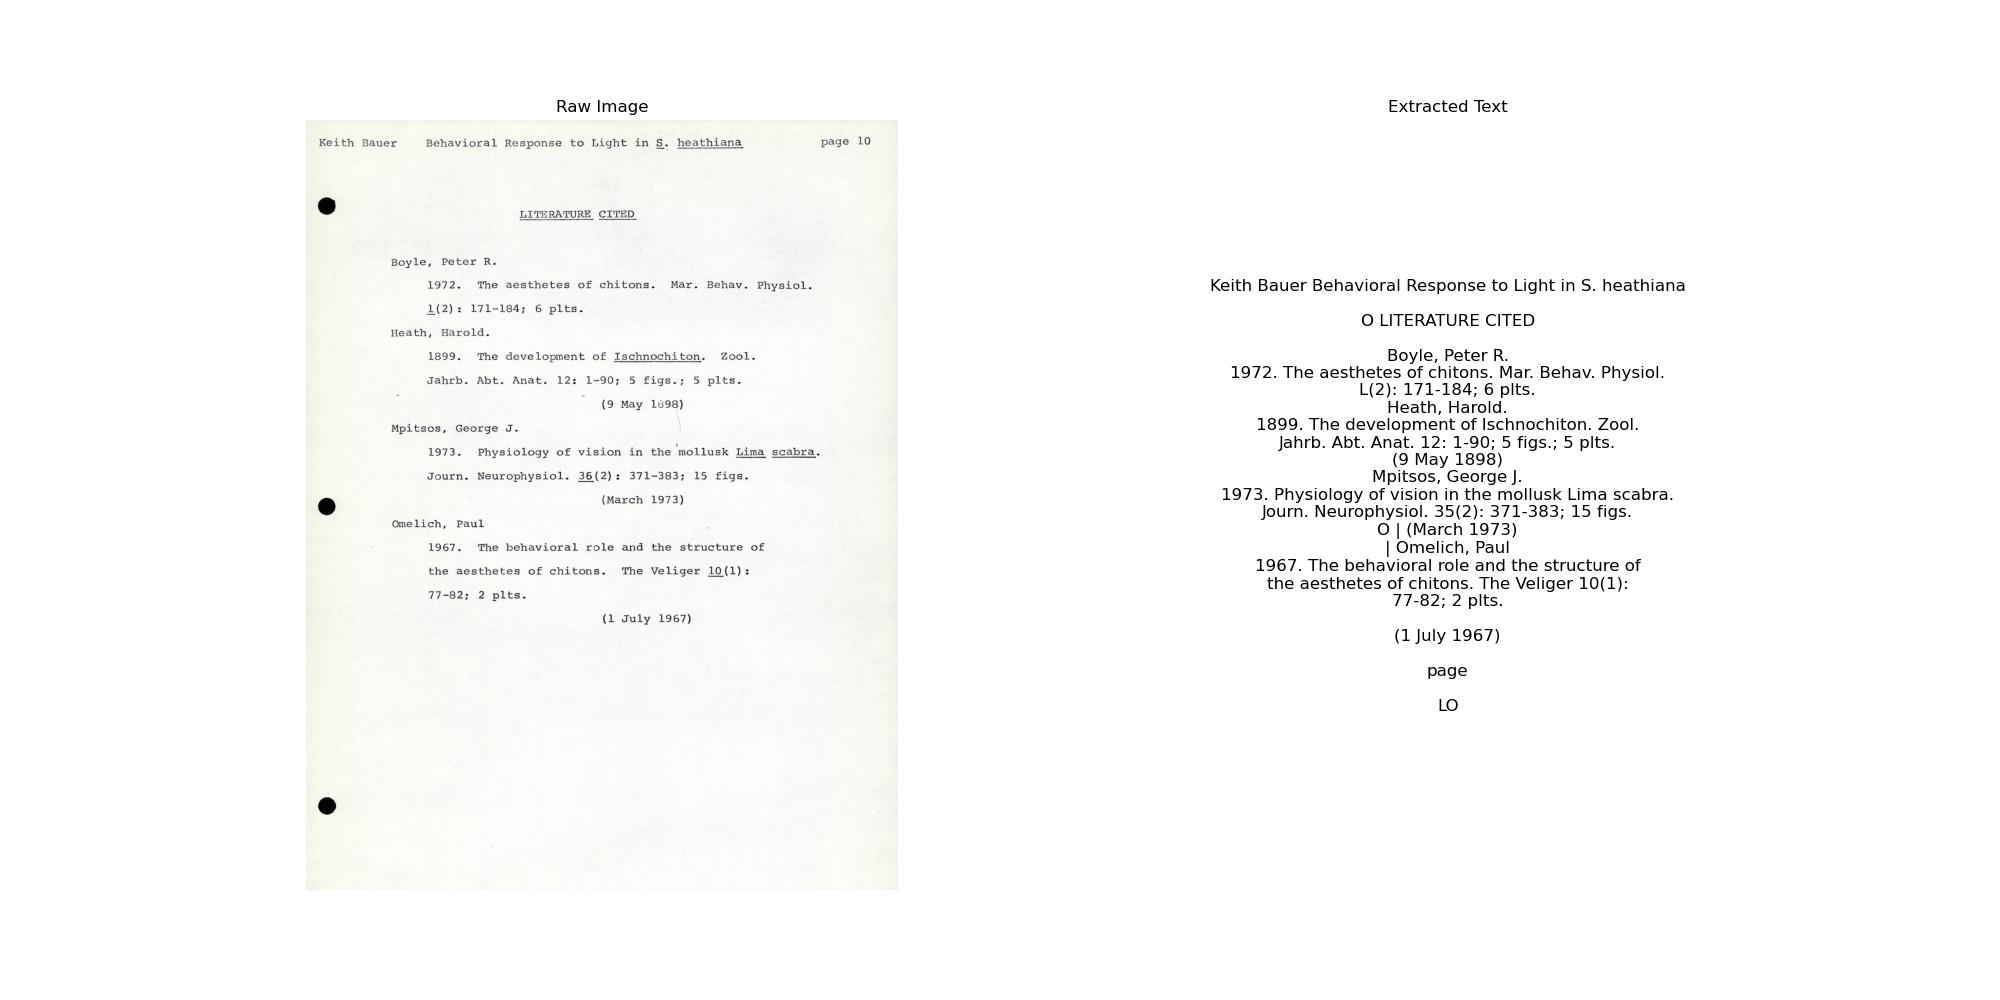 Raw Image
Keith Bauer Behavioral Response to Light in S. heathiana page 10
LITERATURE CITED
Boyle, Peter R.
1972. The aesthetes of chitons. Mar. Behav. Physiol.
1(2): 171-184; 6 plts.
Heath, Harold.
1899. The development of Ischnochiton. Zool.
Jahrb. Abt. Anat. 12: 1-90; 5 figs.; 5 plts.
(9 May 1898)
Mpitsos, George J.
1973. Physiology of vision in the mollusk Lima scabra.
Journ. Neurophysiol. 36(2): 371-383; 15 figs.
(March 1973)
Omelich, Paul
1967. The behavioral role and the structure of
the aesthetes of chitons. The Veliger 10(1):
77-82; 2 plts.
(1 July 1967)
Extracted Text
Keith Bauer Behavioral Response to Light in S. heathiana
O LITERATURE CITED
Boyle, Peter R.
1972. The aesthetes of chitons. Mar. Behav. Physiol.
L(2): 171-184; 6 plts.
Heath, Harold.
1899. The development of Ischnochiton. Zool.
Jahrb. Abt. Anat. 12: 1-90; 5 figs.; 5 plts.
(9 May 1898)
Mpitsos, George J.
1973. Physiology of vision in the mollusk Lima scabra.
Journ. Neurophysiol. 35(2): 371-383; 15 figs.
O | (March 1973)
| Omelich, Paul
1967. The behavioral role and the structure of
the aesthetes of chitons. The Veliger 10(1):
77-82; 2 plts.
(1 July 1967)
page
LO